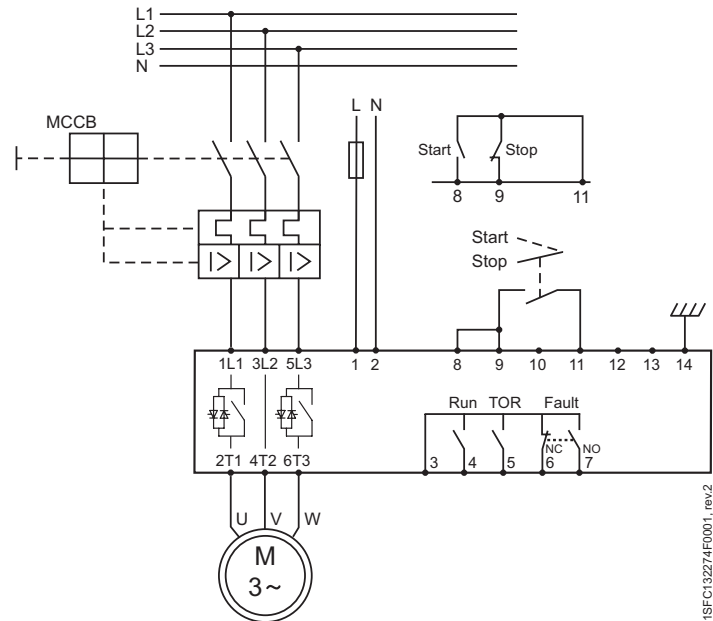 L1
L2
L3
N
MCCB
L N
Start Stop
8 9 11
Start
Stop
I> I> I>
1L1 3L2 5L3 1 2 8 9 10 11 12 13 14
Run TOR Fault
NC NO
2T1 4T2 6T3 3 4 5 6 7
U V W
M
3~
1SFC132274F0001, rev.2